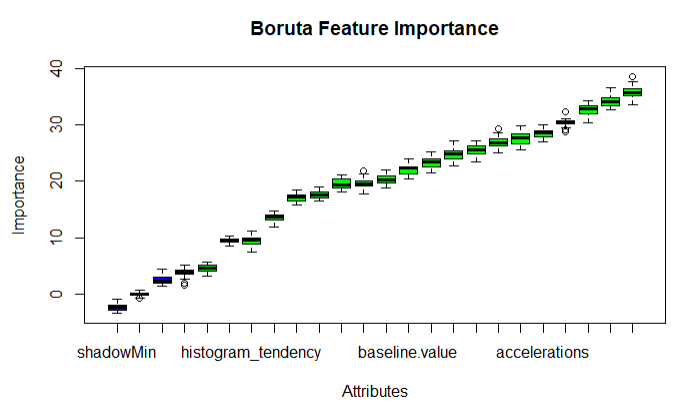 Boruta Feature Importance
40
30
20
10
0
Importance
shadowMin histogram_tendency baseline.value accelerations
Attributes